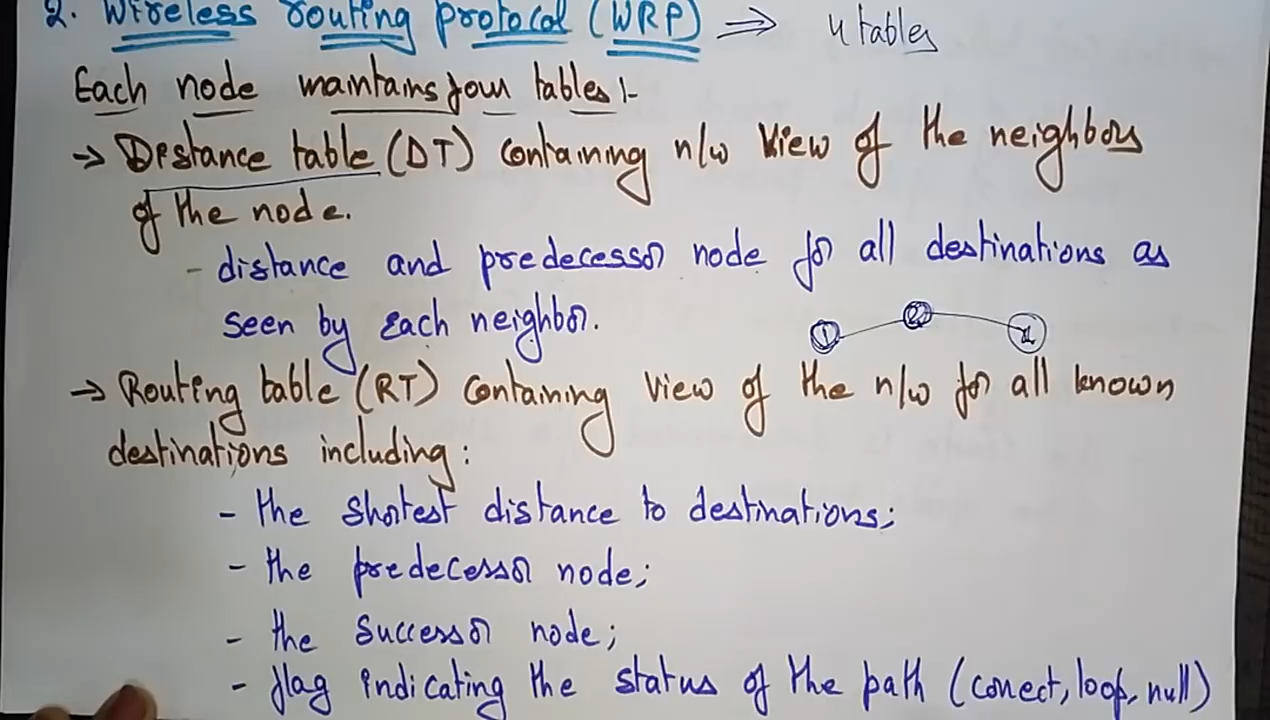 2. Wireless routing protocol (WRP) ⇒ 4 tables
Each node maintains four tables :-
→ Distance table (DT) containing n/w view of the neighbors
of the node.
- distance and predecessor node for all destinations as
seen by each neighbor.
1 2
→ Routing table (RT) containing view of the n/w for all known
destinations including:
- the shortest distance to destinations;
- the predecessor node;
- the successor node;
- flag indicating the status of the path (conect, loop, null)